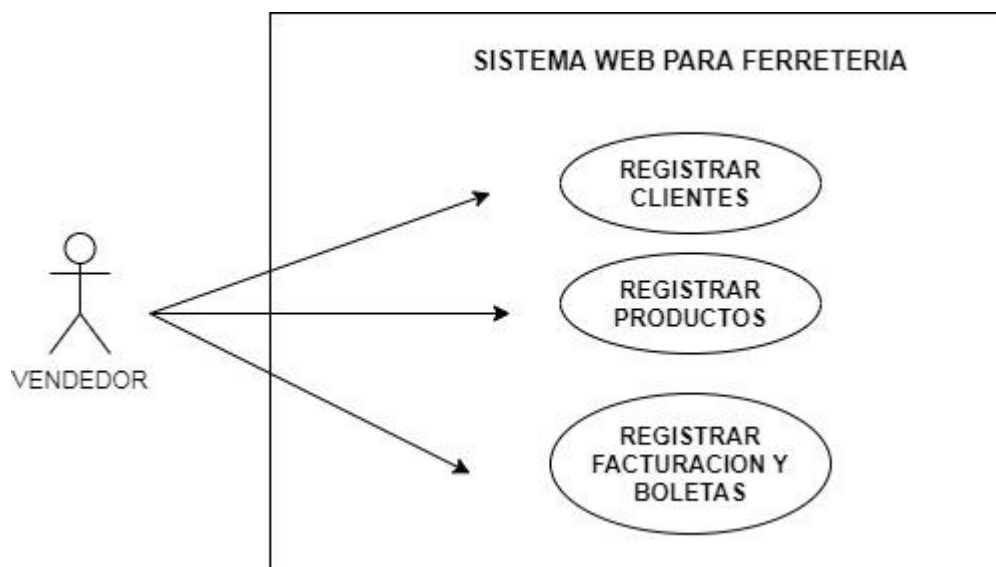 SISTEMA WEB PARA FERRETERIA
REGISTRAR
CLIENTES
REGISTRAR
PRODUCTOS
VENDEDOR
REGISTRAR
FACTURACION Y
BOLETAS